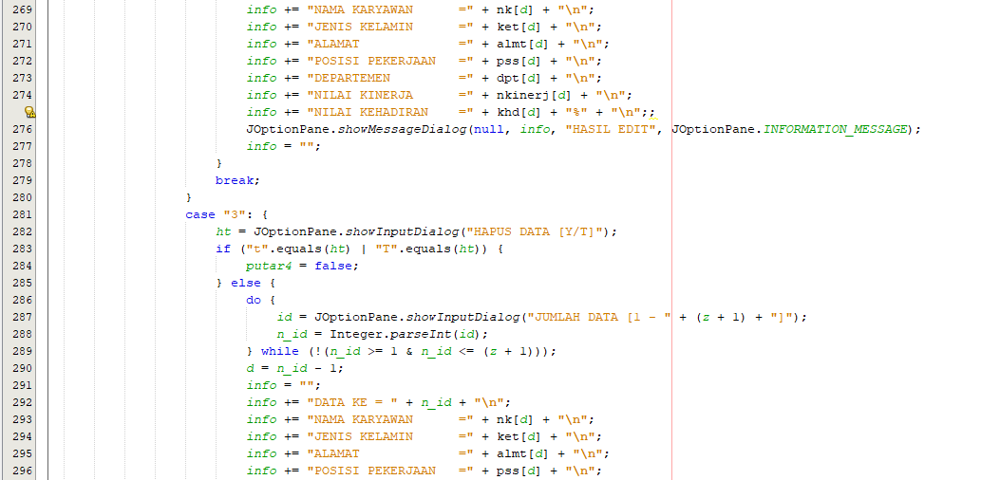 269 info += "NAMA KARYAWAN      =" + nk[d] + "\n";
270 info += "JENIS KELAMIN      =" + ket[d] + "\n";
271 info += "ALAMAT             =" + almt[d] + "\n";
272 info += "POSISI PEKERJAAN   =" + pss[d] + "\n";
273 info += "DEPARTEMEN         =" + dpt[d] + "\n";
274 info += "NILAI KINERJA      =" + nkinerj[d] + "\n";
info += "NILAI KEHADIRAN    =" + khd[d] + "%" + "\n";;
276 JOptionPane.showMessageDialog(null, info, "HASIL EDIT", JOptionPane.INFORMATION_MESSAGE);
277 info = "";
278 }
279 break;
280 }
281 case "3": {
282 ht = JOptionPane.showInputDialog("HAPUS DATA [Y/T]");
283 if ("t".equals(ht) | "T".equals(ht)) {
284 putar4 = false;
285 } else {
286 do {
287 id = JOptionPane.showInputDialog("JUMLAH DATA [1 - " + (z + 1) + "]");
288 n_id = Integer.parseInt(id);
289 } while (!(n_id >= 1 & n_id <= (z + 1)));
290 d = n_id - 1;
291 info = "";
292 info += "DATA KE = " + n_id + "\n";
293 info += "NAMA KARYAWAN      =" + nk[d] + "\n";
294 info += "JENIS KELAMIN      =" + ket[d] + "\n";
295 info += "ALAMAT             =" + almt[d] + "\n";
296 info += "POSISI PEKERJAAN   =" + pss[d] + "\n";